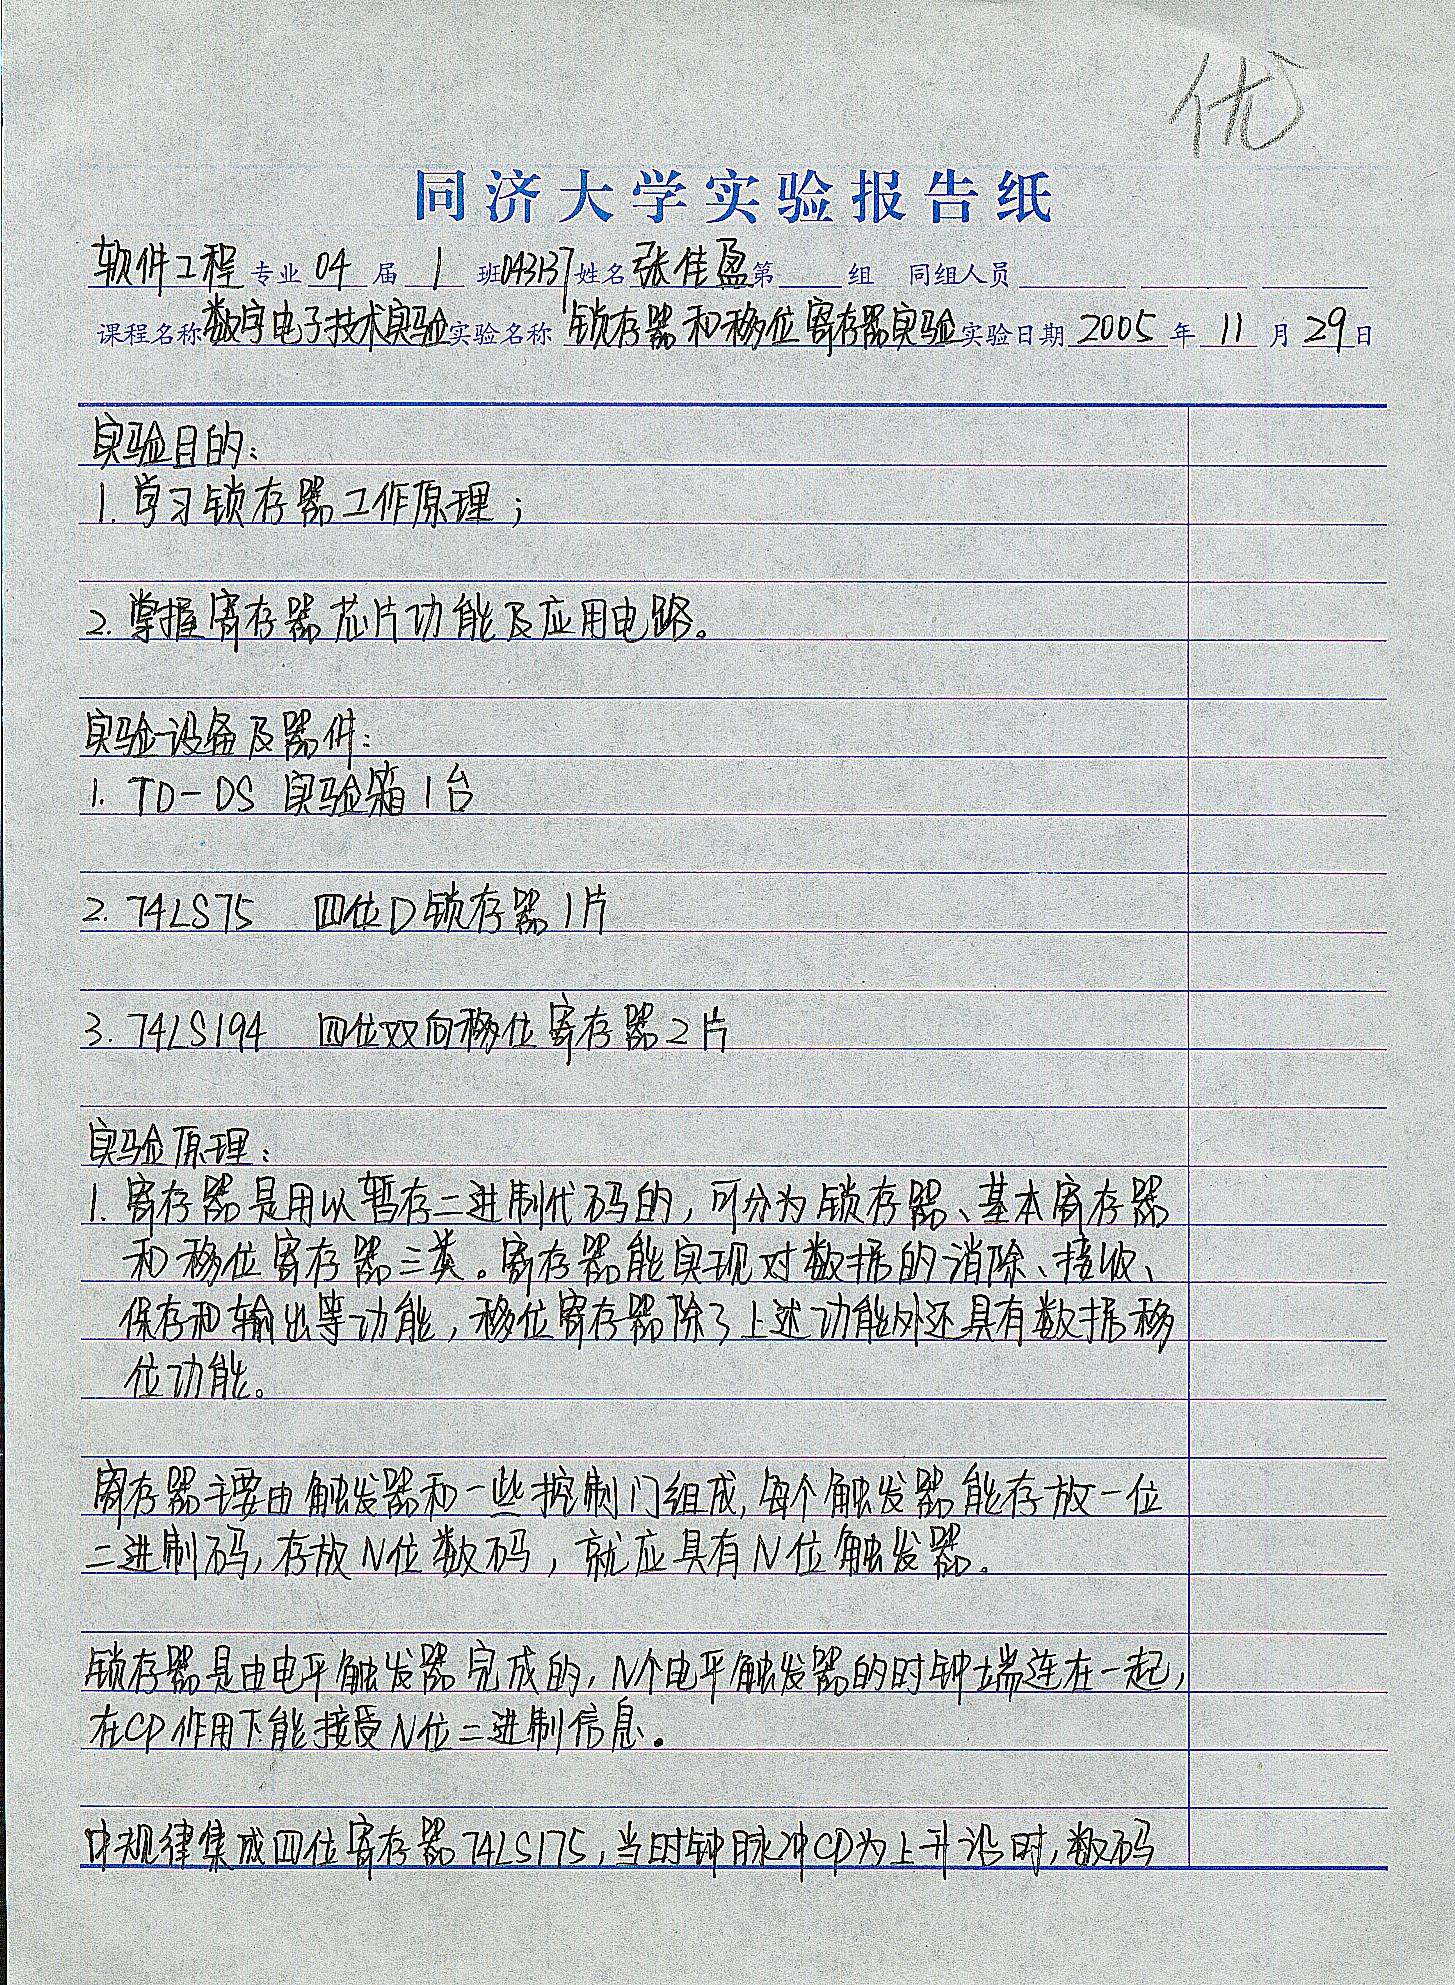 优
同济大学实验报告纸
软件工程 专业 04 届 1 班 043137 姓名 张佳盈 第 组 同组人员
课程名称 数字电子技术实验 实验名称 锁存器和移位寄存器实验 实验日期 2005 年 11 月 29 日
实验目的:
1. 学习锁存器工作原理;
2. 掌握寄存器芯片功能及应用电路。
实验设备及器件:
1. TD-DS 实验箱1台
2. 74LS75 四位D锁存器1片
3. 74LS194 四位双向移位寄存器2片
实验原理:
1. 寄存器是用以暂存二进制代码的,可分为锁存器、基本寄存器
和移位寄存器三类。寄存器能实现对数据的消除、接收、
保存和输出等功能,移位寄存器除了上述功能外还具有数据移
位功能。
寄存器主要由触发器和一些控制门组成,每个触发器能存放一位
二进制码,存放N位数码,就应具有N位触发器。
锁存器是由电平触发器完成的,N个电平触发器的时钟端连在一起,
在CP作用下能接受N位二进制信息。
中规律集成四位寄存器74LS175,当时钟脉冲CP为上升沿时,数码